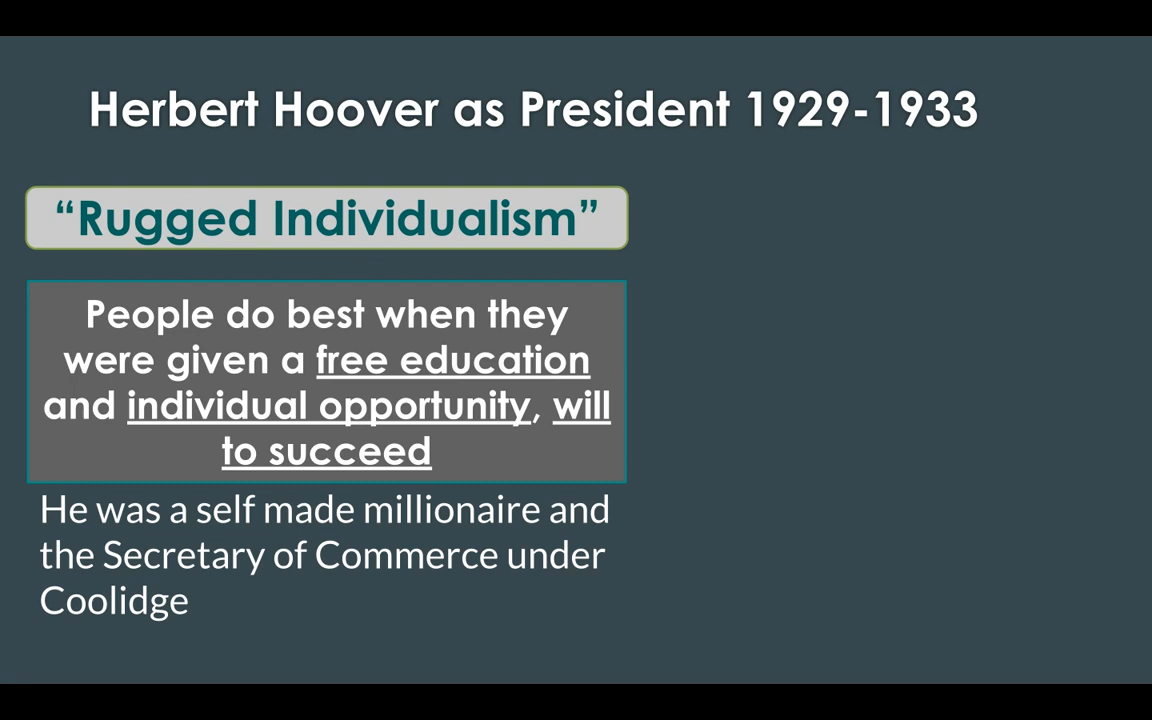 Herbert Hoover as President 1929-1933
“Rugged Individualism”
People do best when they
were given a free education
and individual opportunity, will
to succeed
He was a self made millionaire and
the Secretary of Commerce under
Coolidge